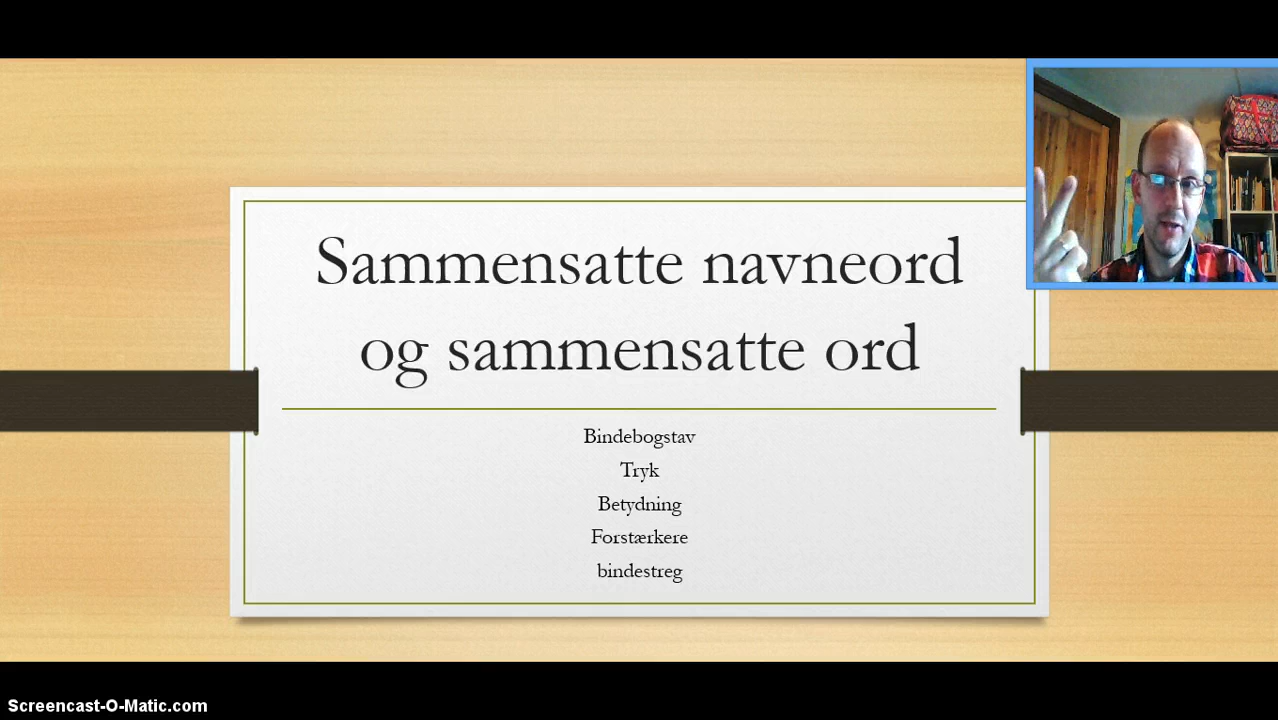 Sammensatte navneord
og sammensatte ord
Bindebogstav
Tryk
Betydning
Forstærkere
bindestreg
Screencast-O-Matic.com